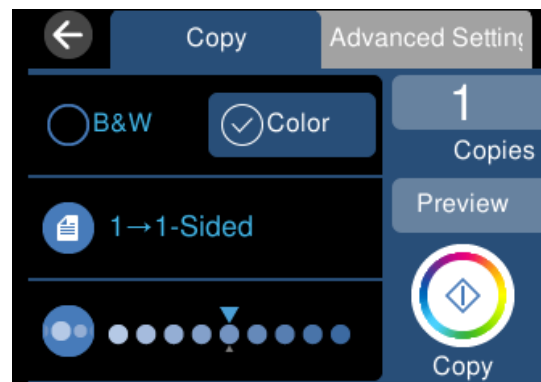 Copy
Advanced Setting
B&W
Color
1
Copies
1→1-Sided
Preview
Copy